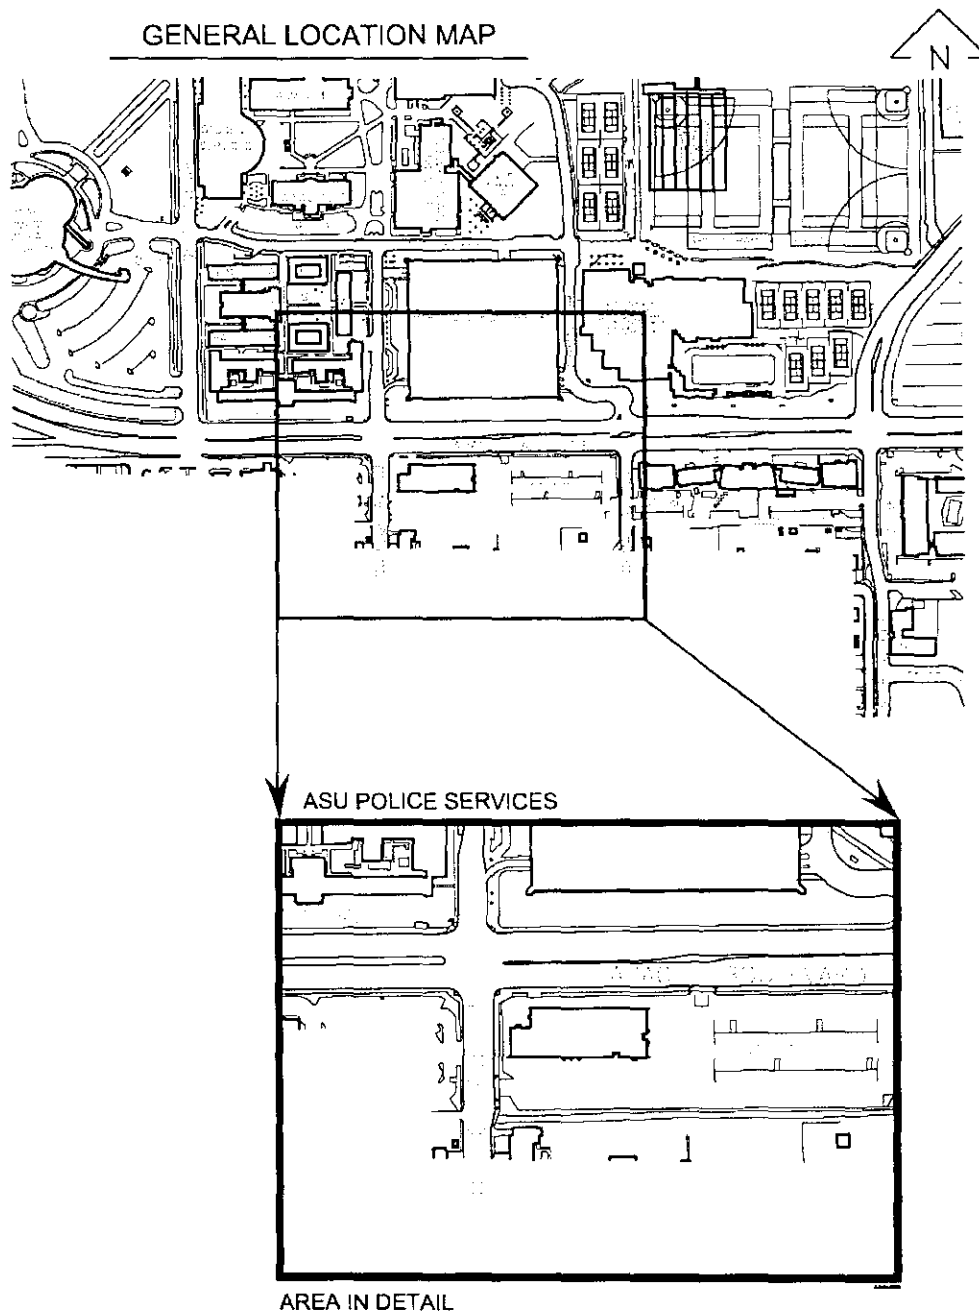 GENERAL LOCATION MAP
N
ASU POLICE SERVICES
AREA IN DETAIL